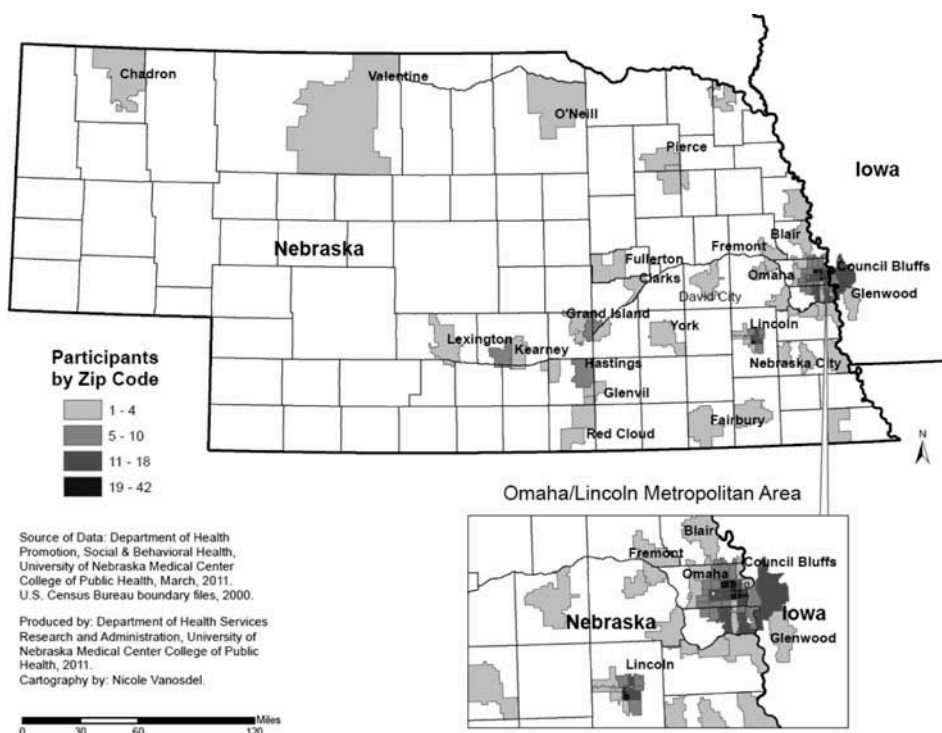 Chadron
Valentine
O'Neill
Pierce
Iowa
Nebraska
Blair
Fremont
Fullerton
Council Bluffs
Clarks
Omaha
David City
Glenwood
Grand Island
York
Lincoln
Lexington
Kearney
Hastings
Nebraska City
Glenvil
Fairbury
Red Cloud
Participants
by Zip Code
1 - 4
5 - 10
11 - 18
19 - 42
N
Source of Data: Department of Health
Promotion, Social & Behavioral Health,
University of Nebraska Medical Center
College of Public Health, March, 2011.
U.S. Census Bureau boundary files, 2000.
Produced by: Department of Health Services
Research and Administration, University of
Nebraska Medical Center College of Public
Health, 2011.
Cartography by: Nicole Vanosdel.
Miles
0 30 60 120
Omaha/Lincoln Metropolitan Area
Blair
Fremont
Council Bluffs
Omaha
Nebraska
Iowa
Glenwood
Lincoln